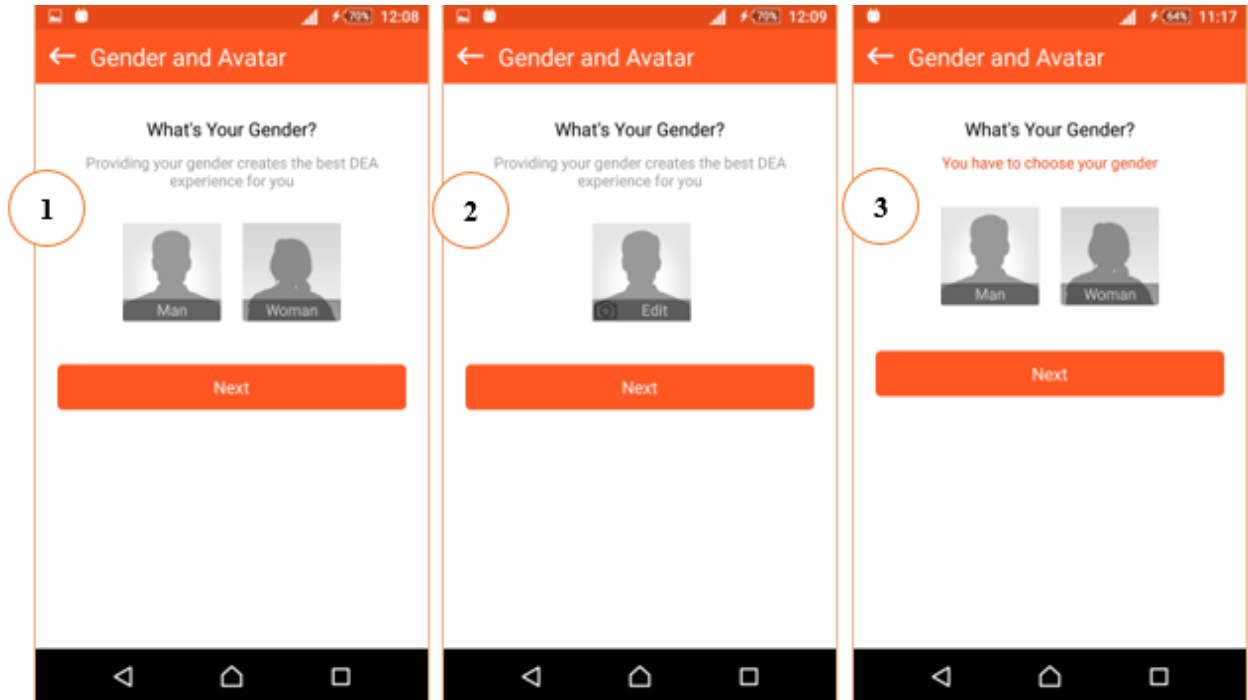 70% 12:08
Gender and Avatar
What's Your Gender?
Providing your gender creates the best DEA
experience for you
1
Man
Woman
Next
70% 12:09
Gender and Avatar
What's Your Gender?
Providing your gender creates the best DEA
experience for you
2
Edit
Next
64% 11:17
Gender and Avatar
What's Your Gender?
You have to choose your gender
3
Man
Woman
Next